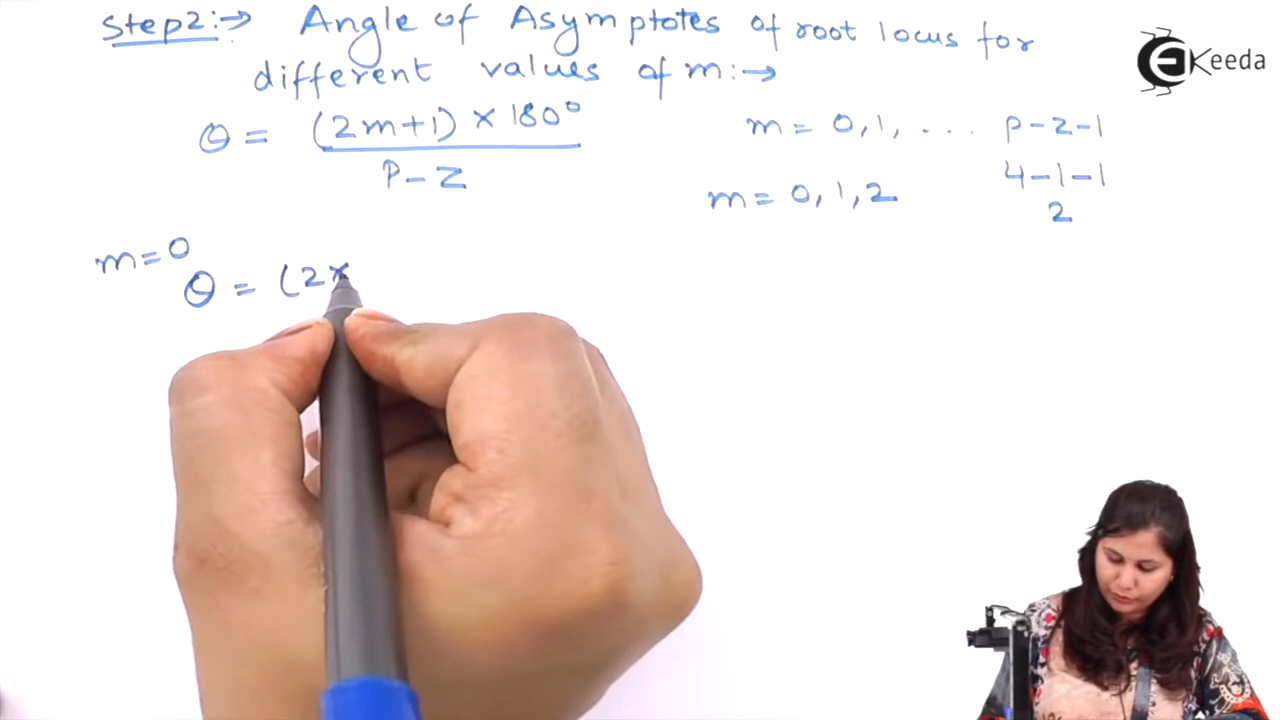 Step2:→ Angle of Asymptotes of root locus for
different values of m:→
θ = (2m+1) × 180°
P-Z
m = 0,1, .... P-Z-1
4-1-1
m = 0,1,2
2
m=0
θ = (2×
EKeeda